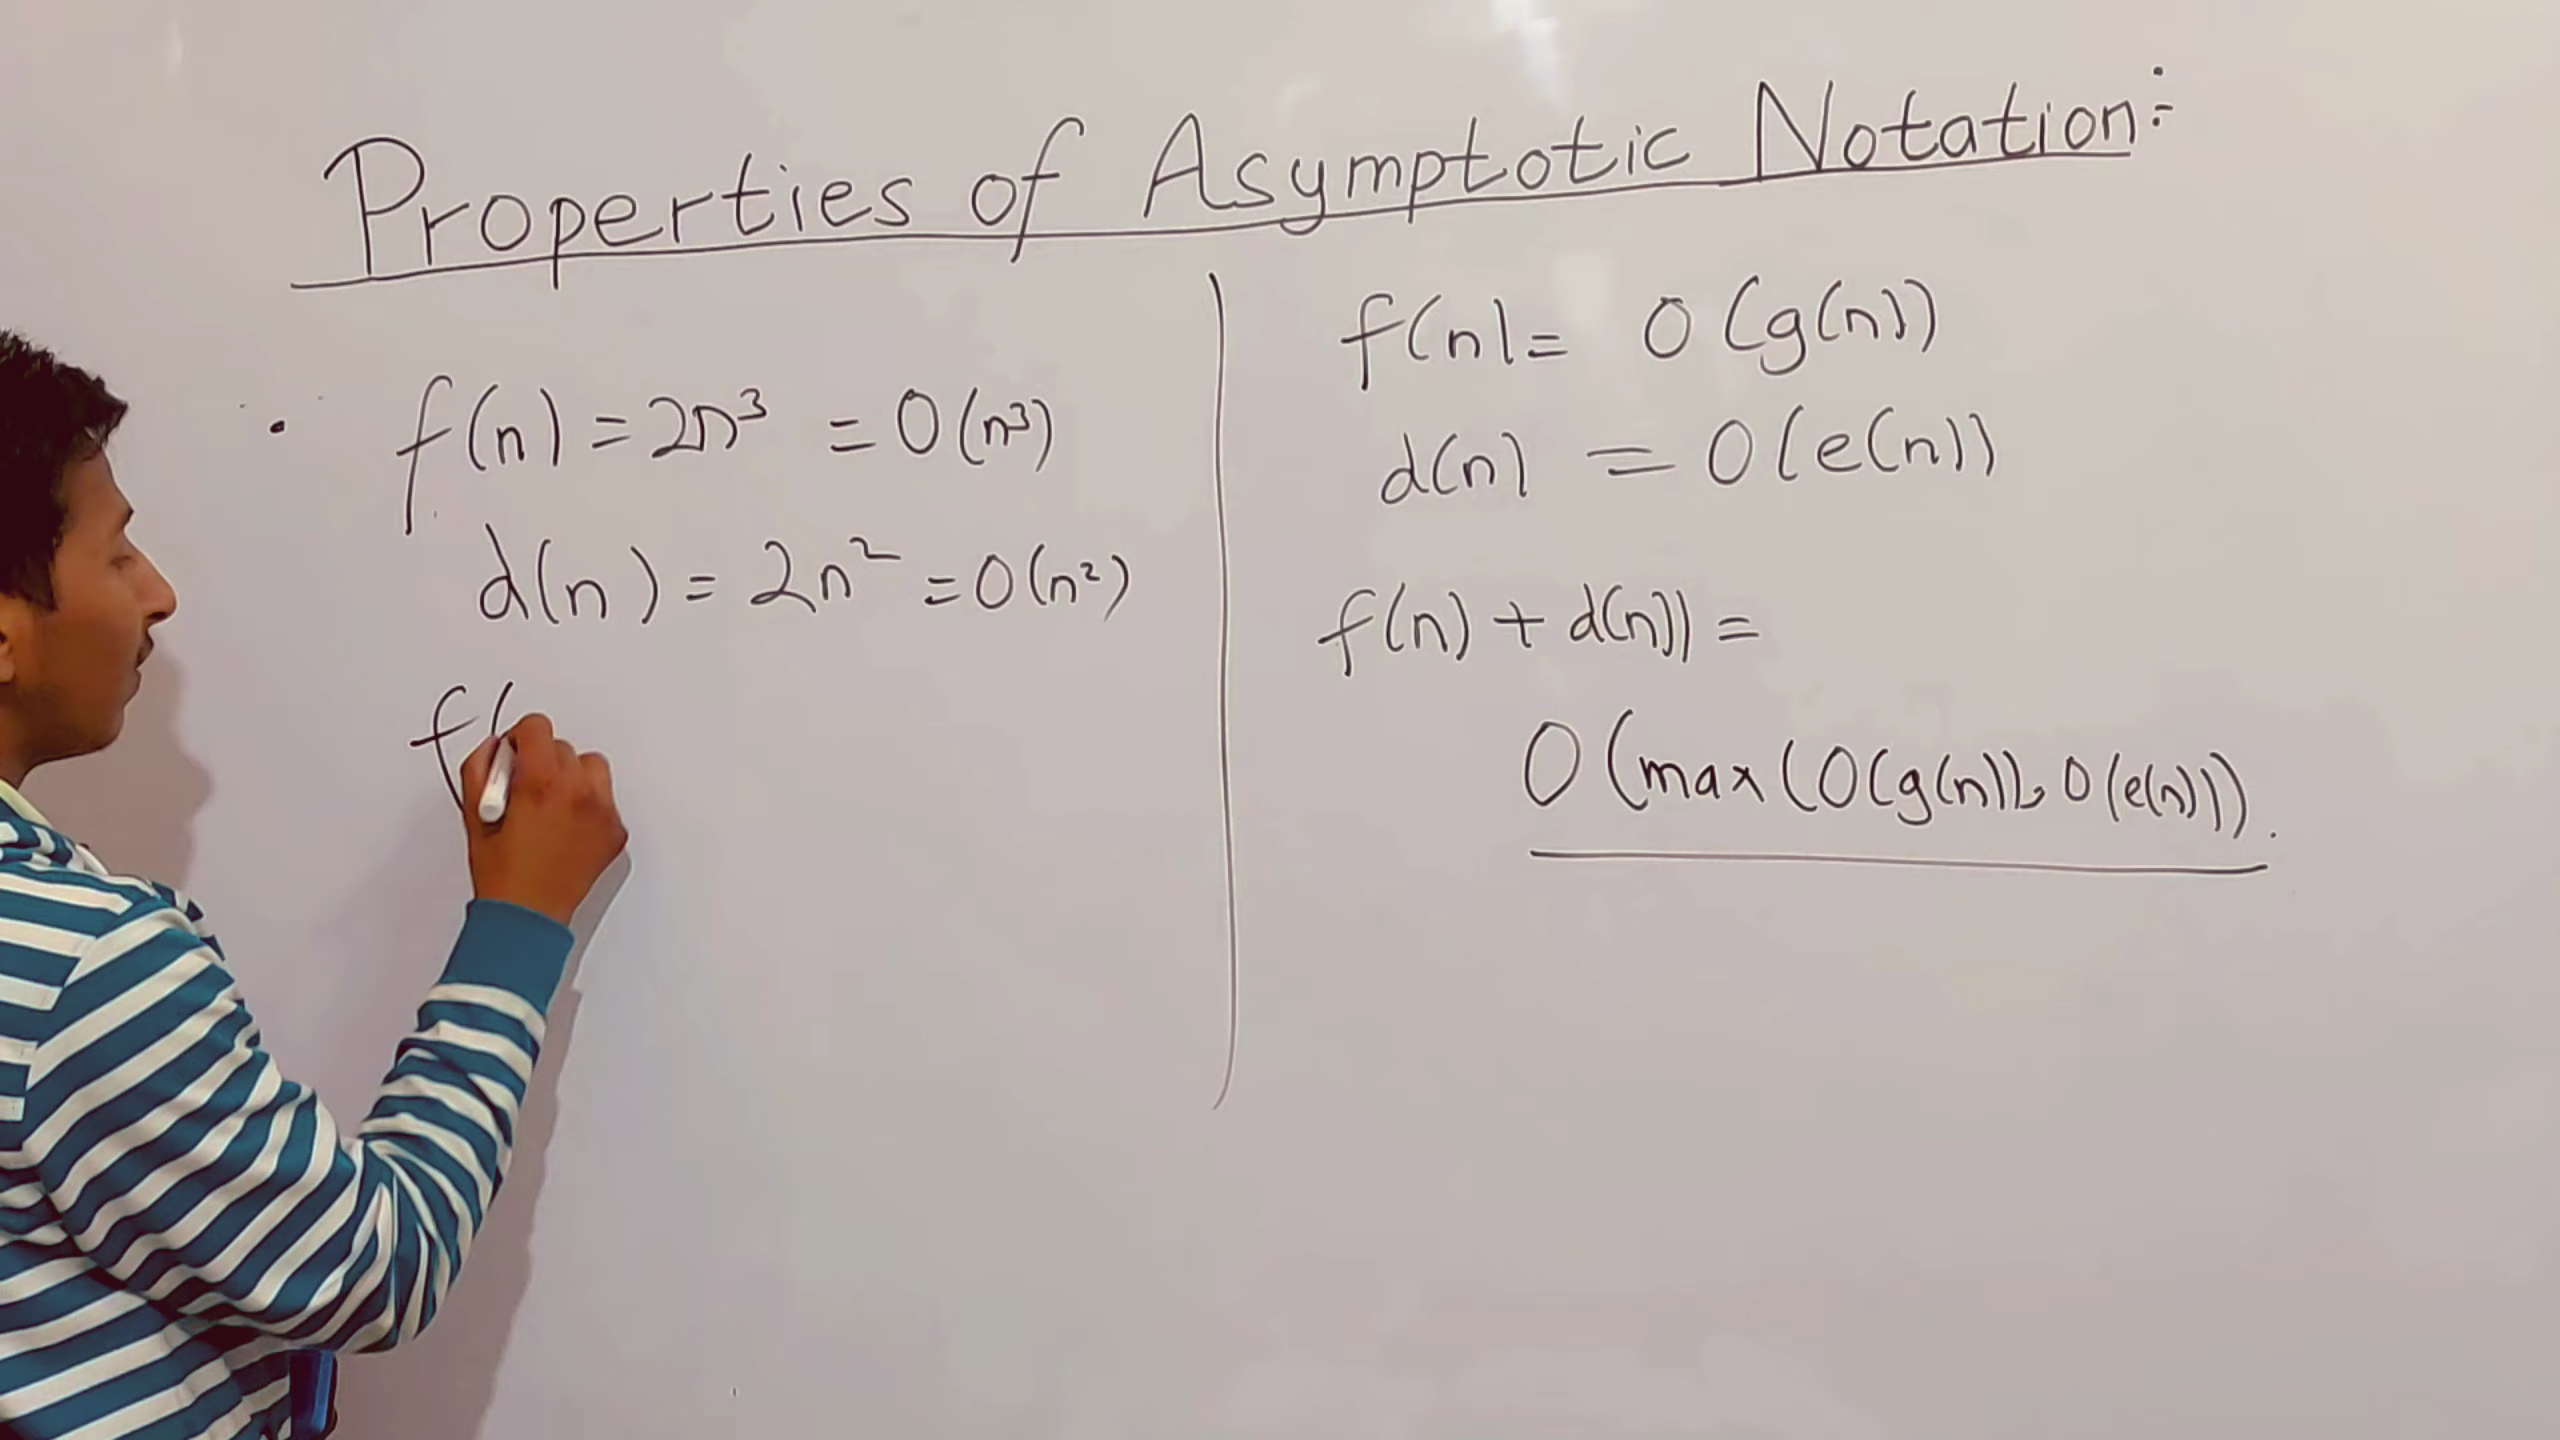 Properties of Asymptotic Notation:-
f(n) = 2n³ = O(n³)
d(n) = 2n² = O(n²)
f(
f(n) = O(g(n))
d(n) = O(e(n))
f(n) + d(n)) =
O(max(O(g(n)), O(e(n))).